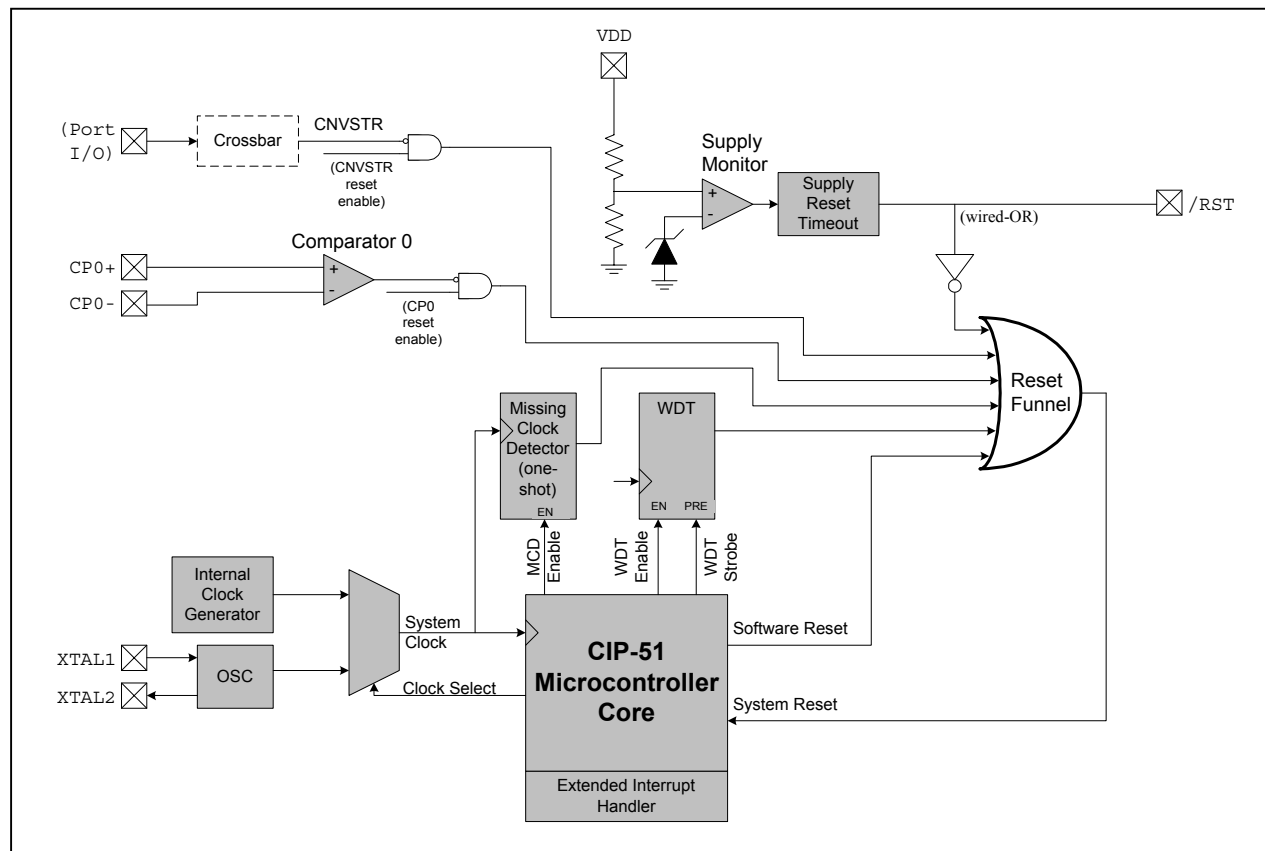 VDD
(Port
I/O)
Crossbar
CNVSTR
(CNVSTR
reset
enable)
Supply
Monitor
+
-
Supply
Reset
Timeout
(wired-OR)
/RST
Comparator 0
CP0+
CP0-
+
-
(CP0
reset
enable)
Reset
Funnel
Missing
Clock
Detector
(one-
shot)
EN
WDT
EN
PRE
MCD
Enable
WDT
Enable
WDT
Strobe
Internal
Clock
Generator
System
Clock
XTAL1
XTAL2
OSC
Clock Select
CIP-51
Microcontroller
Core
Software Reset
System Reset
Extended Interrupt
Handler